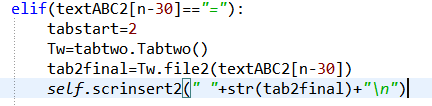 elif(textABC2[n-30]=="="):
    tabstart=2
    Tw=tabtwo.Tabtwo()
    tab2final=Tw.file2(textABC2[n-30])
    self.scrinsert2(" "+str(tab2final)+"\n")